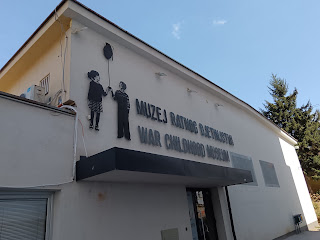 MUZEJ RATNOG DJETINJSTVA
WAR CHILDHOOD MUSEUM